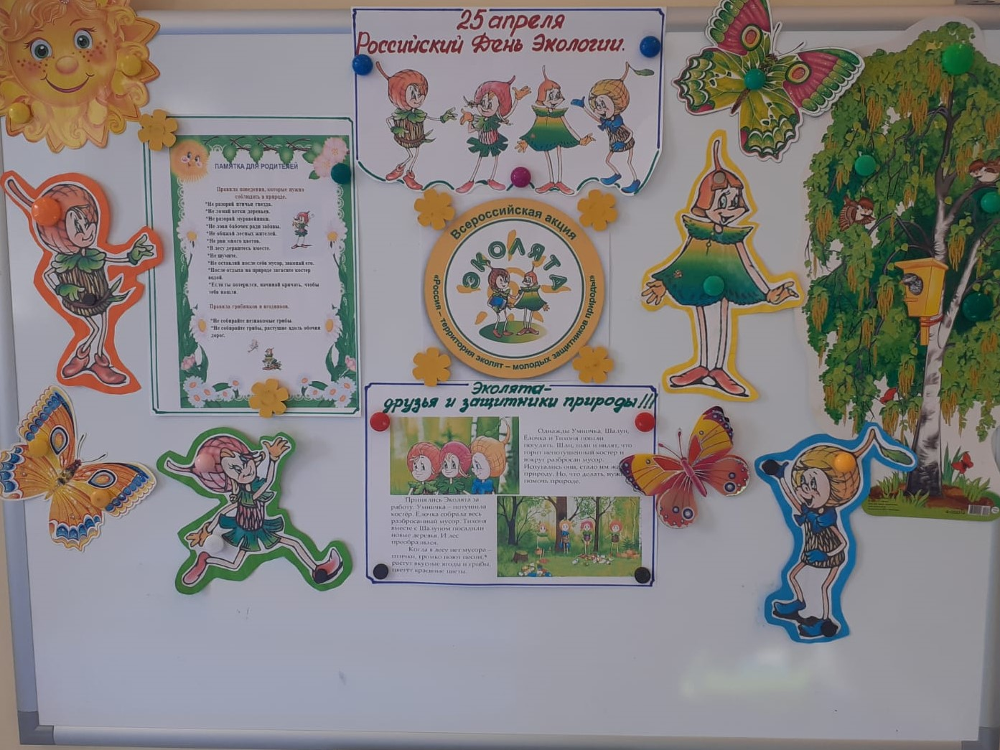 25 апреля
Российский День Экологии.
ПАМЯТКА ДЛЯ РОДИТЕЛЕЙ
Правила поведения, которые нужно
соблюдать в природе.
*Не разоряй птичьи гнезда.
*Не ломай ветки деревьев.
*Не разоряй муравейники.
*Не лови бабочек ради забавы.
*Не обижай лесных жителей.
*Не рви много цветов.
*В лесу держитесь вместе.
*Не шумите.
*Не оставляй после себя мусор, закопай его.
*После отдыха на природе загасите костер
водой.
*Если ты потерялся, начинай кричать, чтобы
тебя нашли.
Правила грибников и ягодников.
*Не собирайте незнакомые грибы.
*Не собирайте грибы, растущие вдоль обочин
дорог.
Всероссийская акция
ЭКОЛЯТА
«Россия – территория эколят – молодых защитников природы»
Эколята-
друзья и защитники природы!!!
Однажды Умничка, Шалун,
Ёлочка и Тихоня пошли
погулять. Шли, шли и видят, что
горит непотушенный костер и
вокруг разбросан мусор.
Испугались они, стало им
природу. Но, что делать,
помочь природе.
Принялись Эколята за
работу. Умничка – потушила
костёр. Ёлочка собрала весь
разбросанный мусор. Тихоня
вместе с Шалуном посадили
новые деревья. И лес
преобразился.
Когда в лесу нет мусора –
птички, громко поют песни,
растут вкусные ягоды и грибы,
цветут красивые цветы.